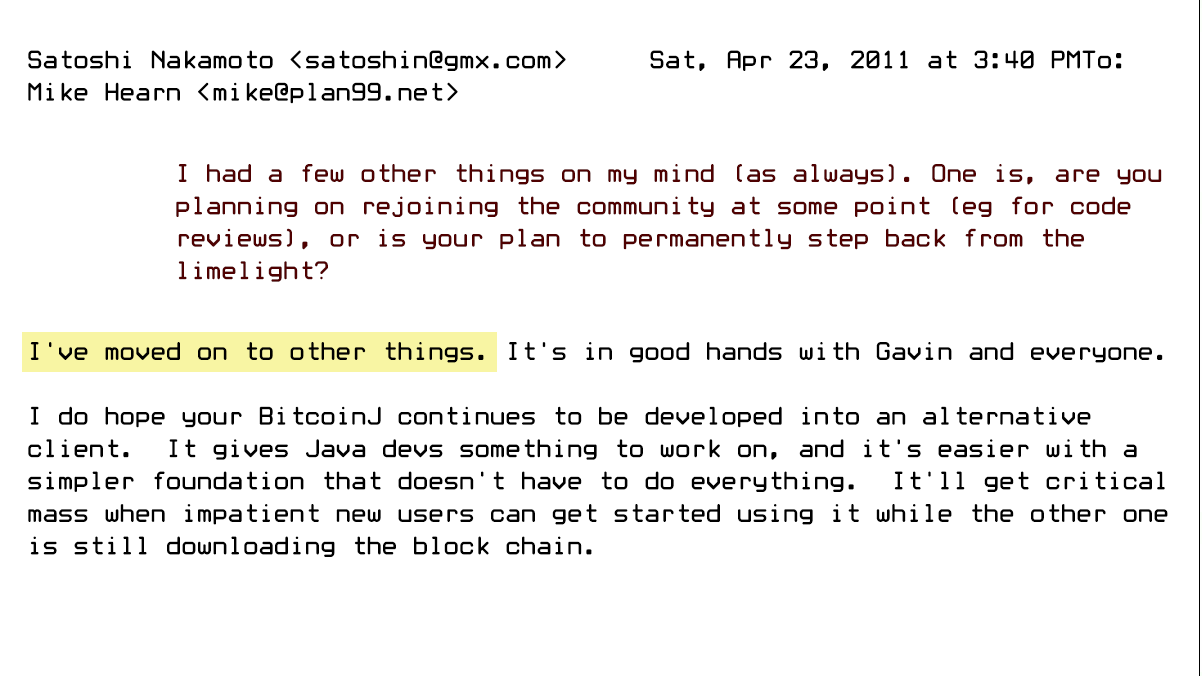 Satoshi Nakamoto <satoshin@gmx.com> Sat, Apr 23, 2011 at 3:40 PMTo:
Mike Hearn <mike@plan99.net>
I had a few other things on my mind (as always). One is, are you
planning on rejoining the community at some point (eg for code
reviews), or is your plan to permanently step back from the
limelight?
I've moved on to other things. It's in good hands with Gavin and everyone.
I do hope your BitcoinJ continues to be developed into an alternative
client.  It gives Java devs something to work on, and it's easier with a
simpler foundation that doesn't have to do everything.  It'll get critical
mass when impatient new users can get started using it while the other one
is still downloading the block chain.